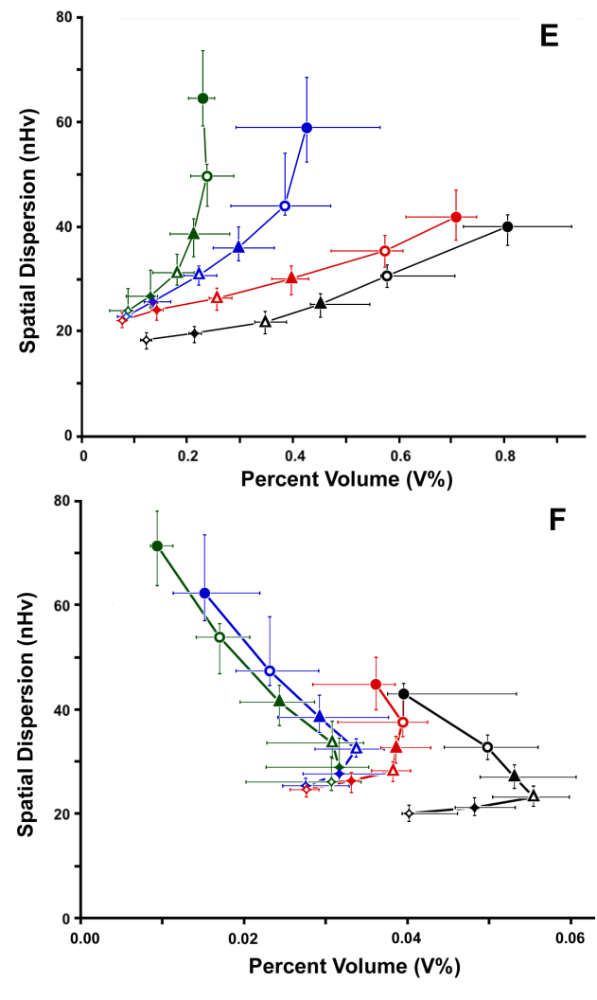 E
80
60
40
20
0
Spatial Dispersion (nHv)
0 0.2 0.4 0.6 0.8
Percent Volume (V%)
F
80
60
40
20
0
Spatial Dispersion (nHv)
0.00 0.02 0.04 0.06
Percent Volume (V%)